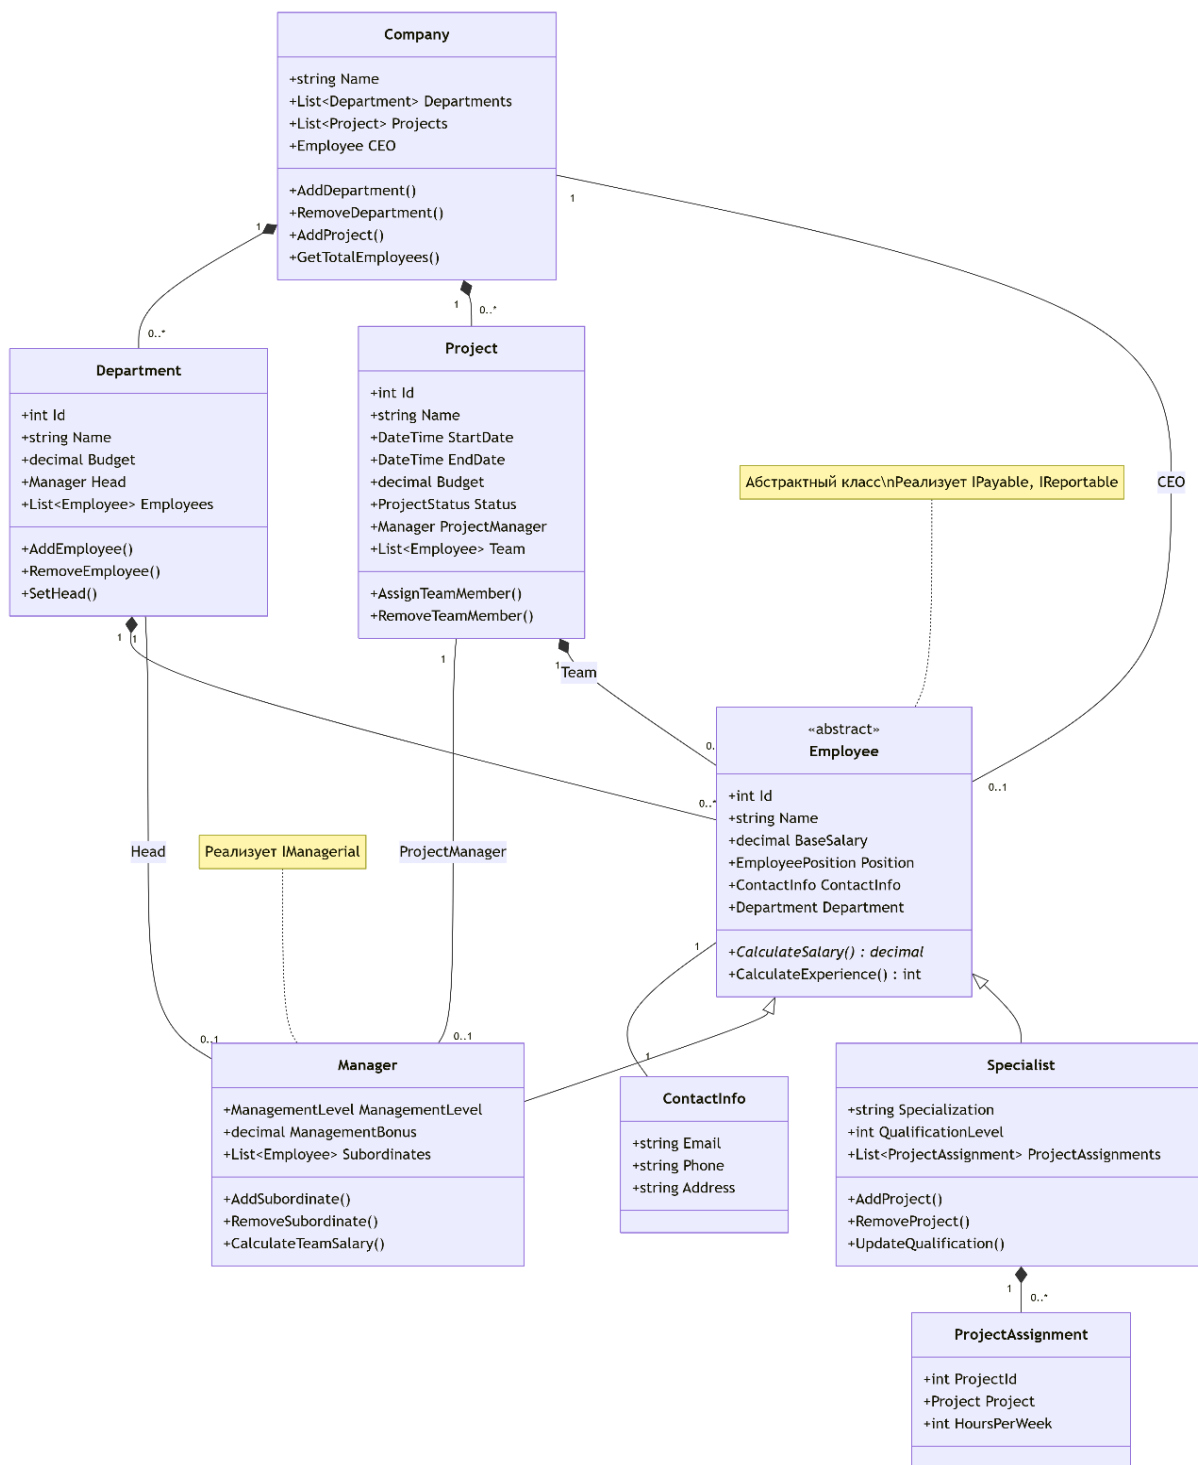 Company
+string Name
+List<Department> Departments
+List<Project> Projects
+Employee CEO
+AddDepartment()
+RemoveDepartment()
+AddProject()
+GetTotalEmployees()
1
1
1
0..*
0..*
Department
+int Id
+string Name
+decimal Budget
+Manager Head
+List<Employee> Employees
+AddEmployee()
+RemoveEmployee()
+SetHead()
Project
+int Id
+string Name
+DateTime StartDate
+DateTime EndDate
+decimal Budget
+ProjectStatus Status
+Manager ProjectManager
+List<Employee> Team
+AssignTeamMember()
+RemoveTeamMember()
Абстрактный класс\nРеализует IPayable, IReportable
CEO
1
1
1
1
Team
0..
0..*
0..1
«abstract»
Employee
+int Id
+string Name
+decimal BaseSalary
+EmployeePosition Position
+ContactInfo ContactInfo
+Department Department
+CalculateSalary() : decimal
+CalculateExperience() : int
Head
Реализует IManagerial
ProjectManager
1
0..1
0..1
1
Manager
+ManagementLevel ManagementLevel
+decimal ManagementBonus
+List<Employee> Subordinates
+AddSubordinate()
+RemoveSubordinate()
+CalculateTeamSalary()
ContactInfo
+string Email
+string Phone
+string Address
Specialist
+string Specialization
+int QualificationLevel
+List<ProjectAssignment> ProjectAssignments
+AddProject()
+RemoveProject()
+UpdateQualification()
1
0..*
ProjectAssignment
+int ProjectId
+Project Project
+int HoursPerWeek